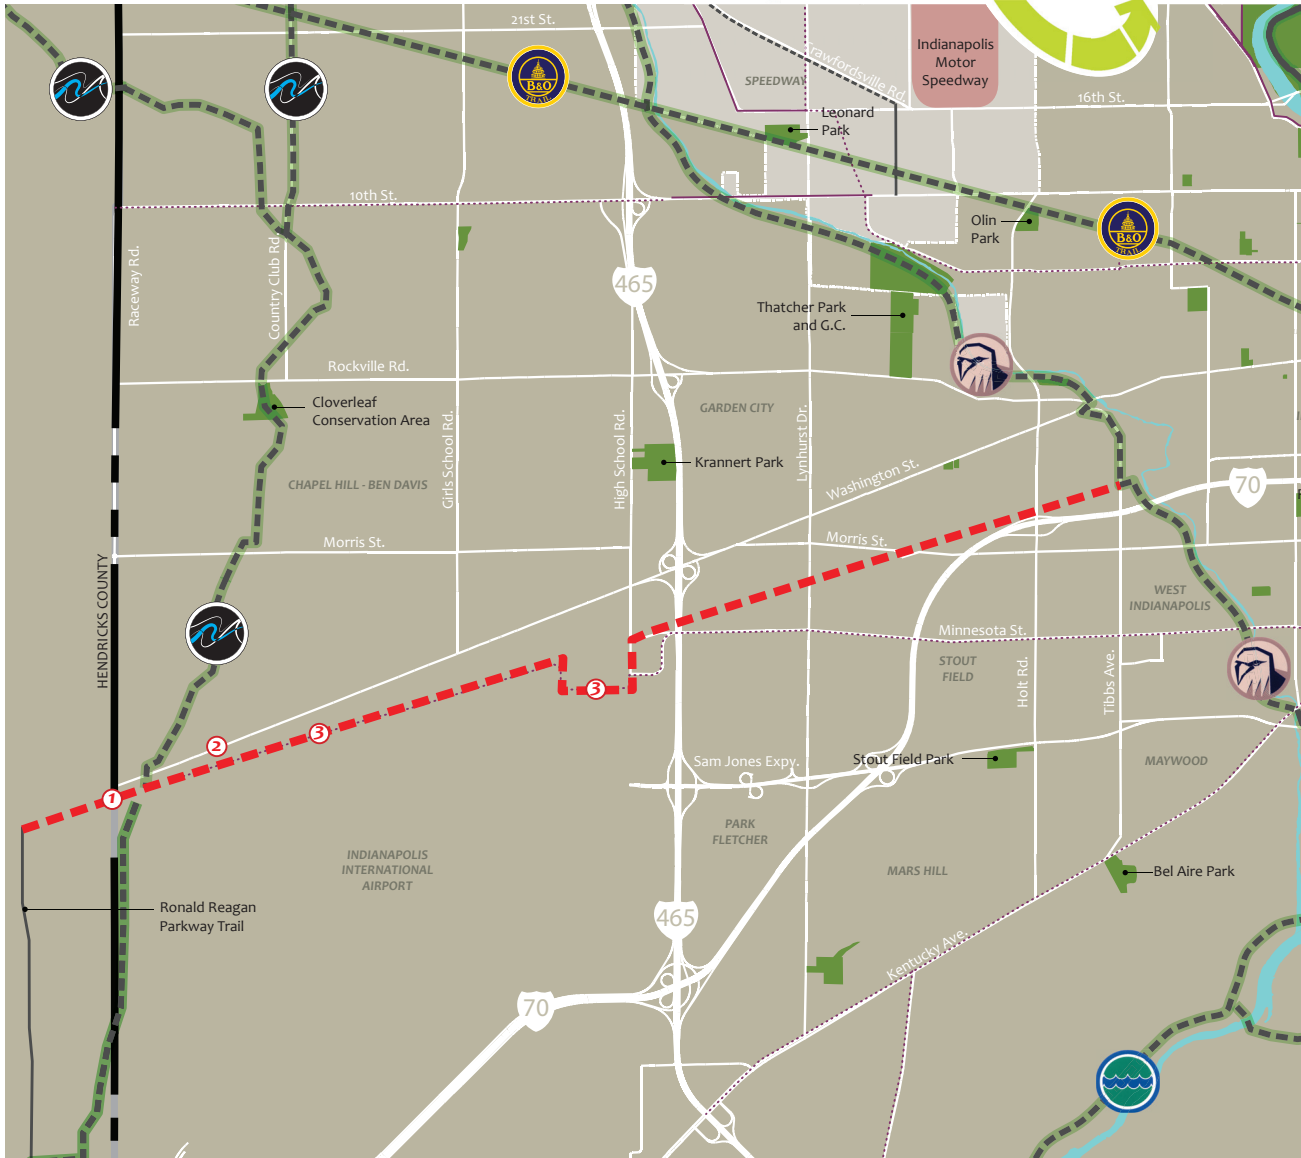 21st St.
Indianapolis
Motor
Speedway
Crawfordsville Rd.
SPEEDWAY
B&O
TRAIL
16th St.
Leonard
Park
10th St.
Olin
Park
B&O
TRAIL
Raceway Rd.
Country Club Rd.
465
Thatcher Park
and G.C.
Rockville Rd.
Cloverleaf
Conservation Area
GARDEN CITY
Girls School Rd.
High School Rd.
Lynhurst Dr.
Krannert Park
Washington St.
CHAPEL HILL - BEN DAVIS
70
Morris St.
Morris St.
HENDRICKS COUNTY
WEST
INDIANAPOLIS
Minnesota St.
STOUT
FIELD
Holt Rd.
Tibbs Ave.
3
3
2
1
Sam Jones Expy.
Stout Field Park
MAYWOOD
PARK
FLETCHER
INDIANAPOLIS
INTERNATIONAL
AIRPORT
MARS HILL
Bel Aire Park
Ronald Reagan
Parkway Trail
465
Kentucky Ave.
70